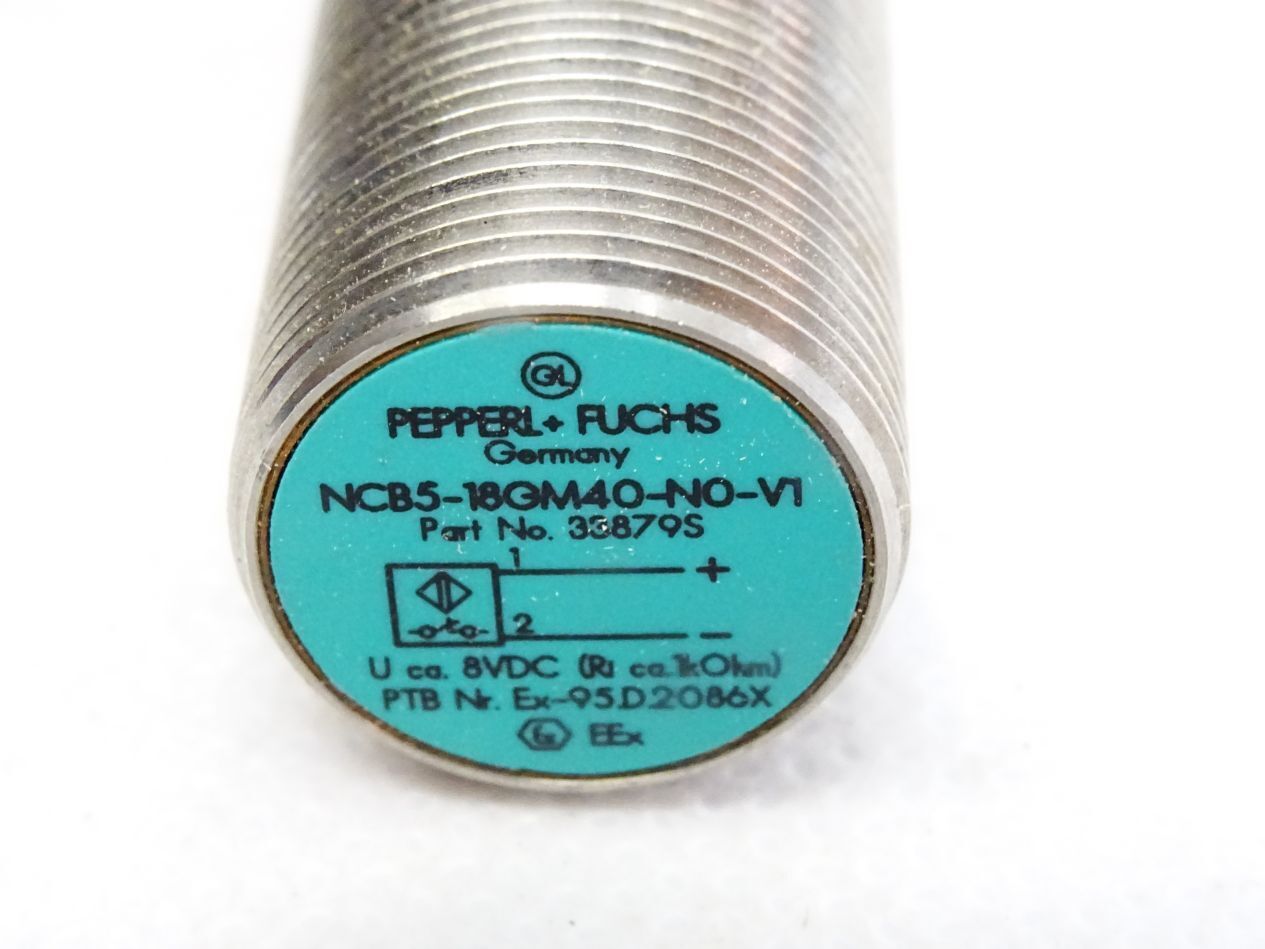 GL
PEPPERL+ FUCHS
Germany
NCB5-18GM40-N0-V1
Part No. 33879S
1
+
2
-
U ca. 8VDC (Ri ca.1kOhm)
PTB Nr. Ex-95.D.2086X
Ex EEx